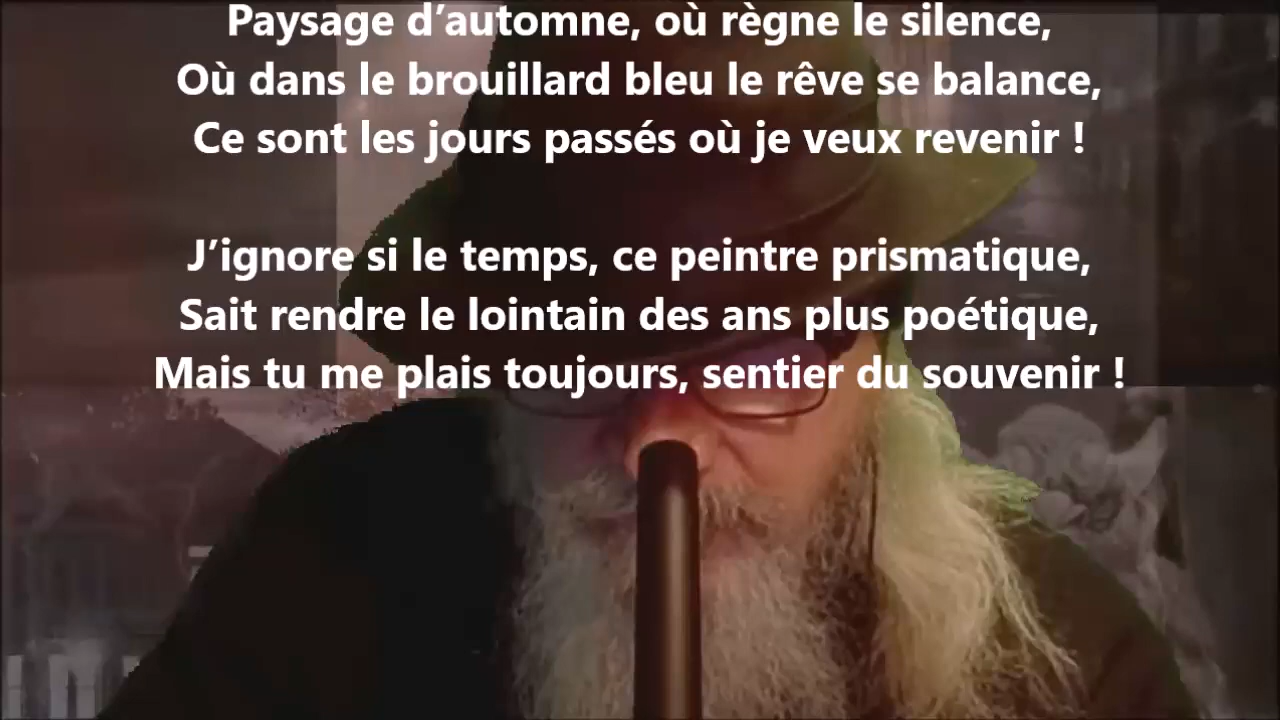 Paysage d’automne, où règne le silence,
Où dans le brouillard bleu le rêve se balance,
Ce sont les jours passés où je veux revenir !
J’ignore si le temps, ce peintre prismatique,
Sait rendre le lointain des ans plus poétique,
Mais tu me plais toujours, sentier du souvenir !